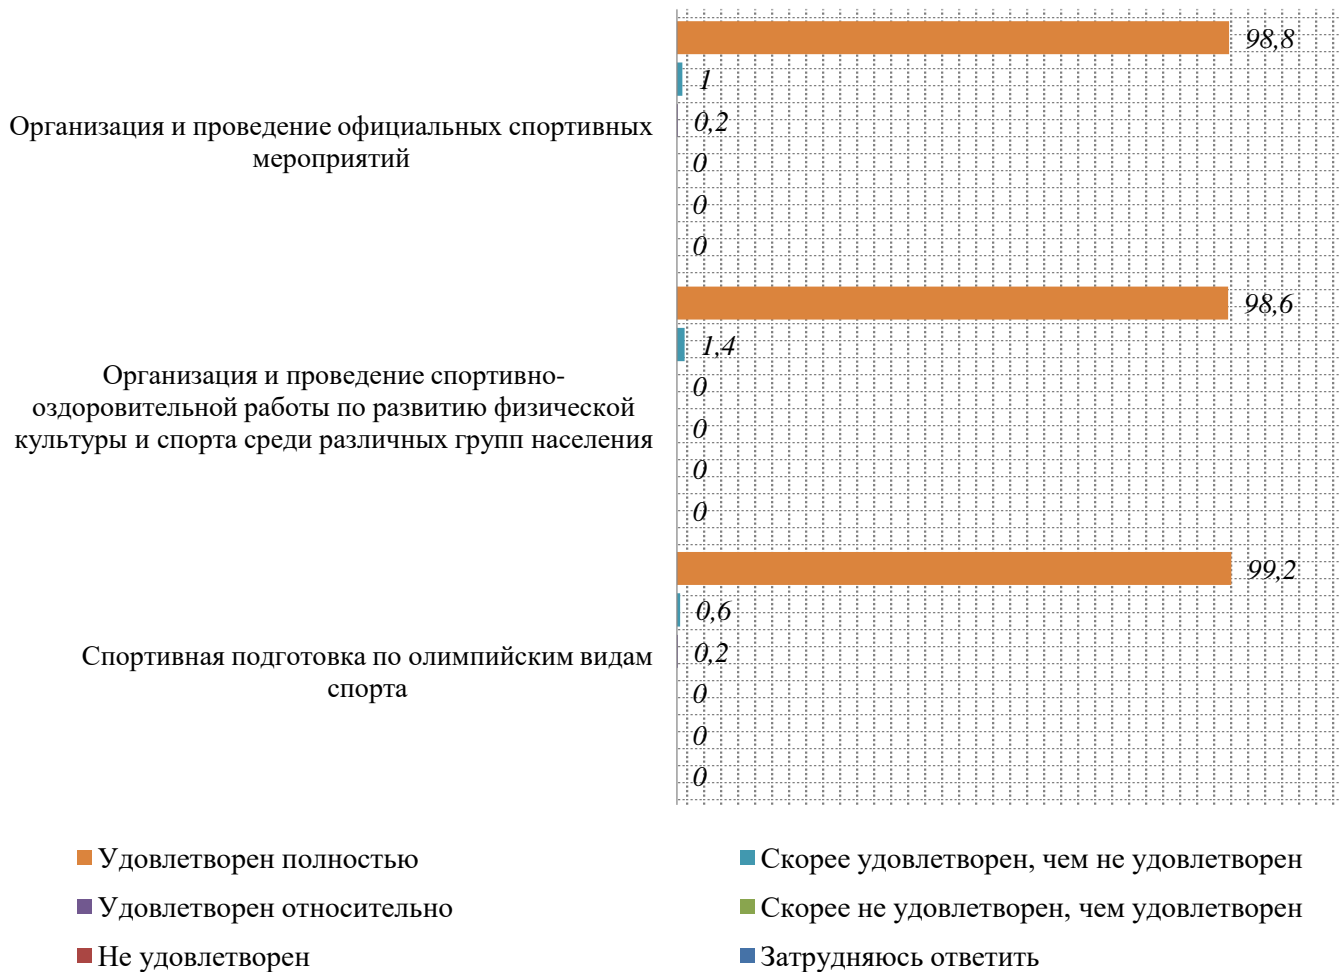 98,8
1
Организация и проведение официальных спортивных
мероприятий
0,2
0
0
0
98,6
1,4
Организация и проведение спортивно-
оздоровительной работы по развитию физической
культуры и спорта среди различных групп населения
0
0
0
0
99,2
0,6
Спортивная подготовка по олимпийским видам
спорта
0,2
0
0
0
Удовлетворен полностью
Скорее удовлетворен, чем не удовлетворен
Удовлетворен относительно
Скорее не удовлетворен, чем удовлетворен
Не удовлетворен
Затрудняюсь ответить